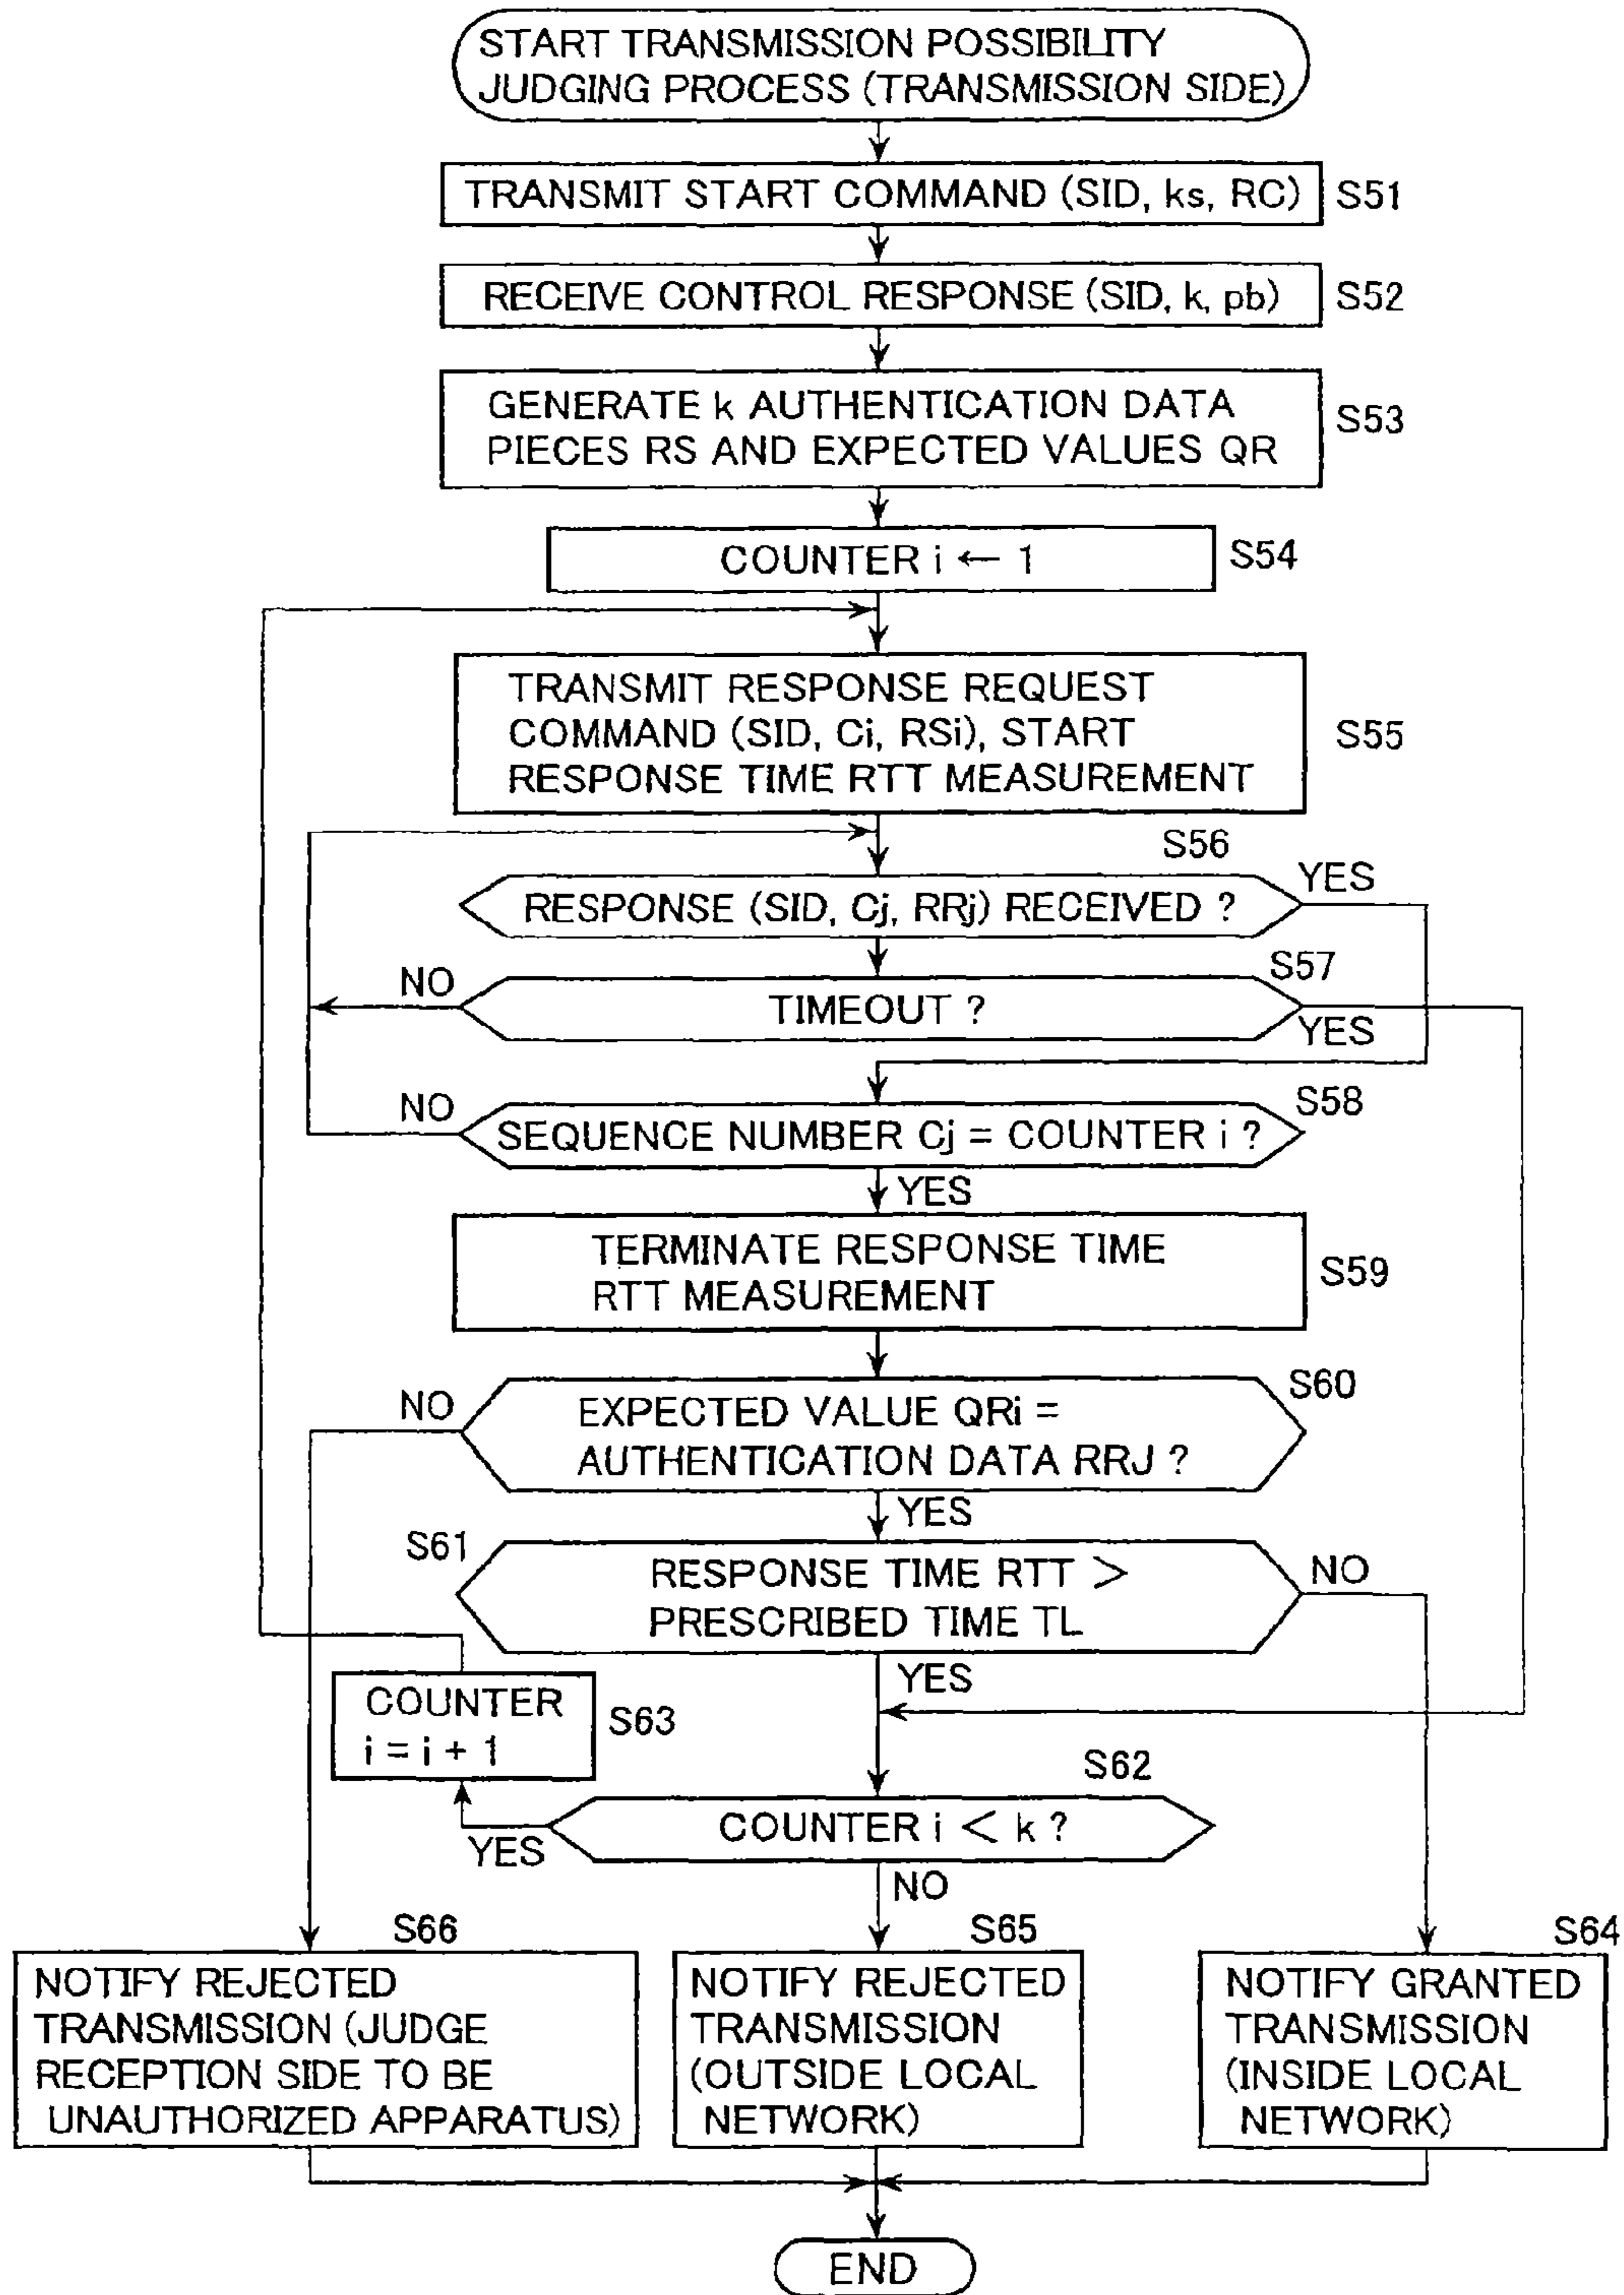 START TRANSMISSION POSSIBILITY
JUDGING PROCESS (TRANSMISSION SIDE)
TRANSMIT START COMMAND (SID, ks, RC)
S51
RECEIVE CONTROL RESPONSE (SID, k, pb)
S52
GENERATE k AUTHENTICATION DATA
PIECES RS AND EXPECTED VALUES QR
S53
COUNTER i ← 1
S54
TRANSMIT RESPONSE REQUEST
COMMAND (SID, Ci, RSi), START
RESPONSE TIME RTT MEASUREMENT
S55
S56
RESPONSE (SID, Cj, RRj) RECEIVED ?
YES
S57
NO
TIMEOUT ?
YES
S58
NO
SEQUENCE NUMBER Cj = COUNTER i ?
YES
TERMINATE RESPONSE TIME
RTT MEASUREMENT
S59
S60
NO
EXPECTED VALUE QRi =
AUTHENTICATION DATA RRJ ?
YES
S61
RESPONSE TIME RTT >
PRESCRIBED TIME TL
NO
YES
COUNTER
i = i + 1
S63
S62
COUNTER i < k ?
YES
NO
S66
NOTIFY REJECTED
TRANSMISSION (JUDGE
RECEPTION SIDE TO BE
UNAUTHORIZED APPARATUS)
S65
NOTIFY REJECTED
TRANSMISSION
(OUTSIDE LOCAL
NETWORK)
S64
NOTIFY GRANTED
TRANSMISSION
(INSIDE LOCAL
NETWORK)
END